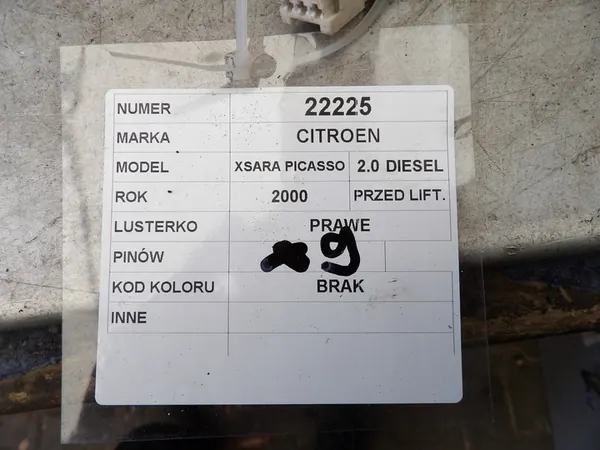 NUMER 22225
MARKA CITROEN
MODEL XSARA PICASSO 2.0 DIESEL
ROK 2000 PRZED LIFT.
LUSTERKO PRAWE
PINÓW 9
KOD KOLORU BRAK
INNE